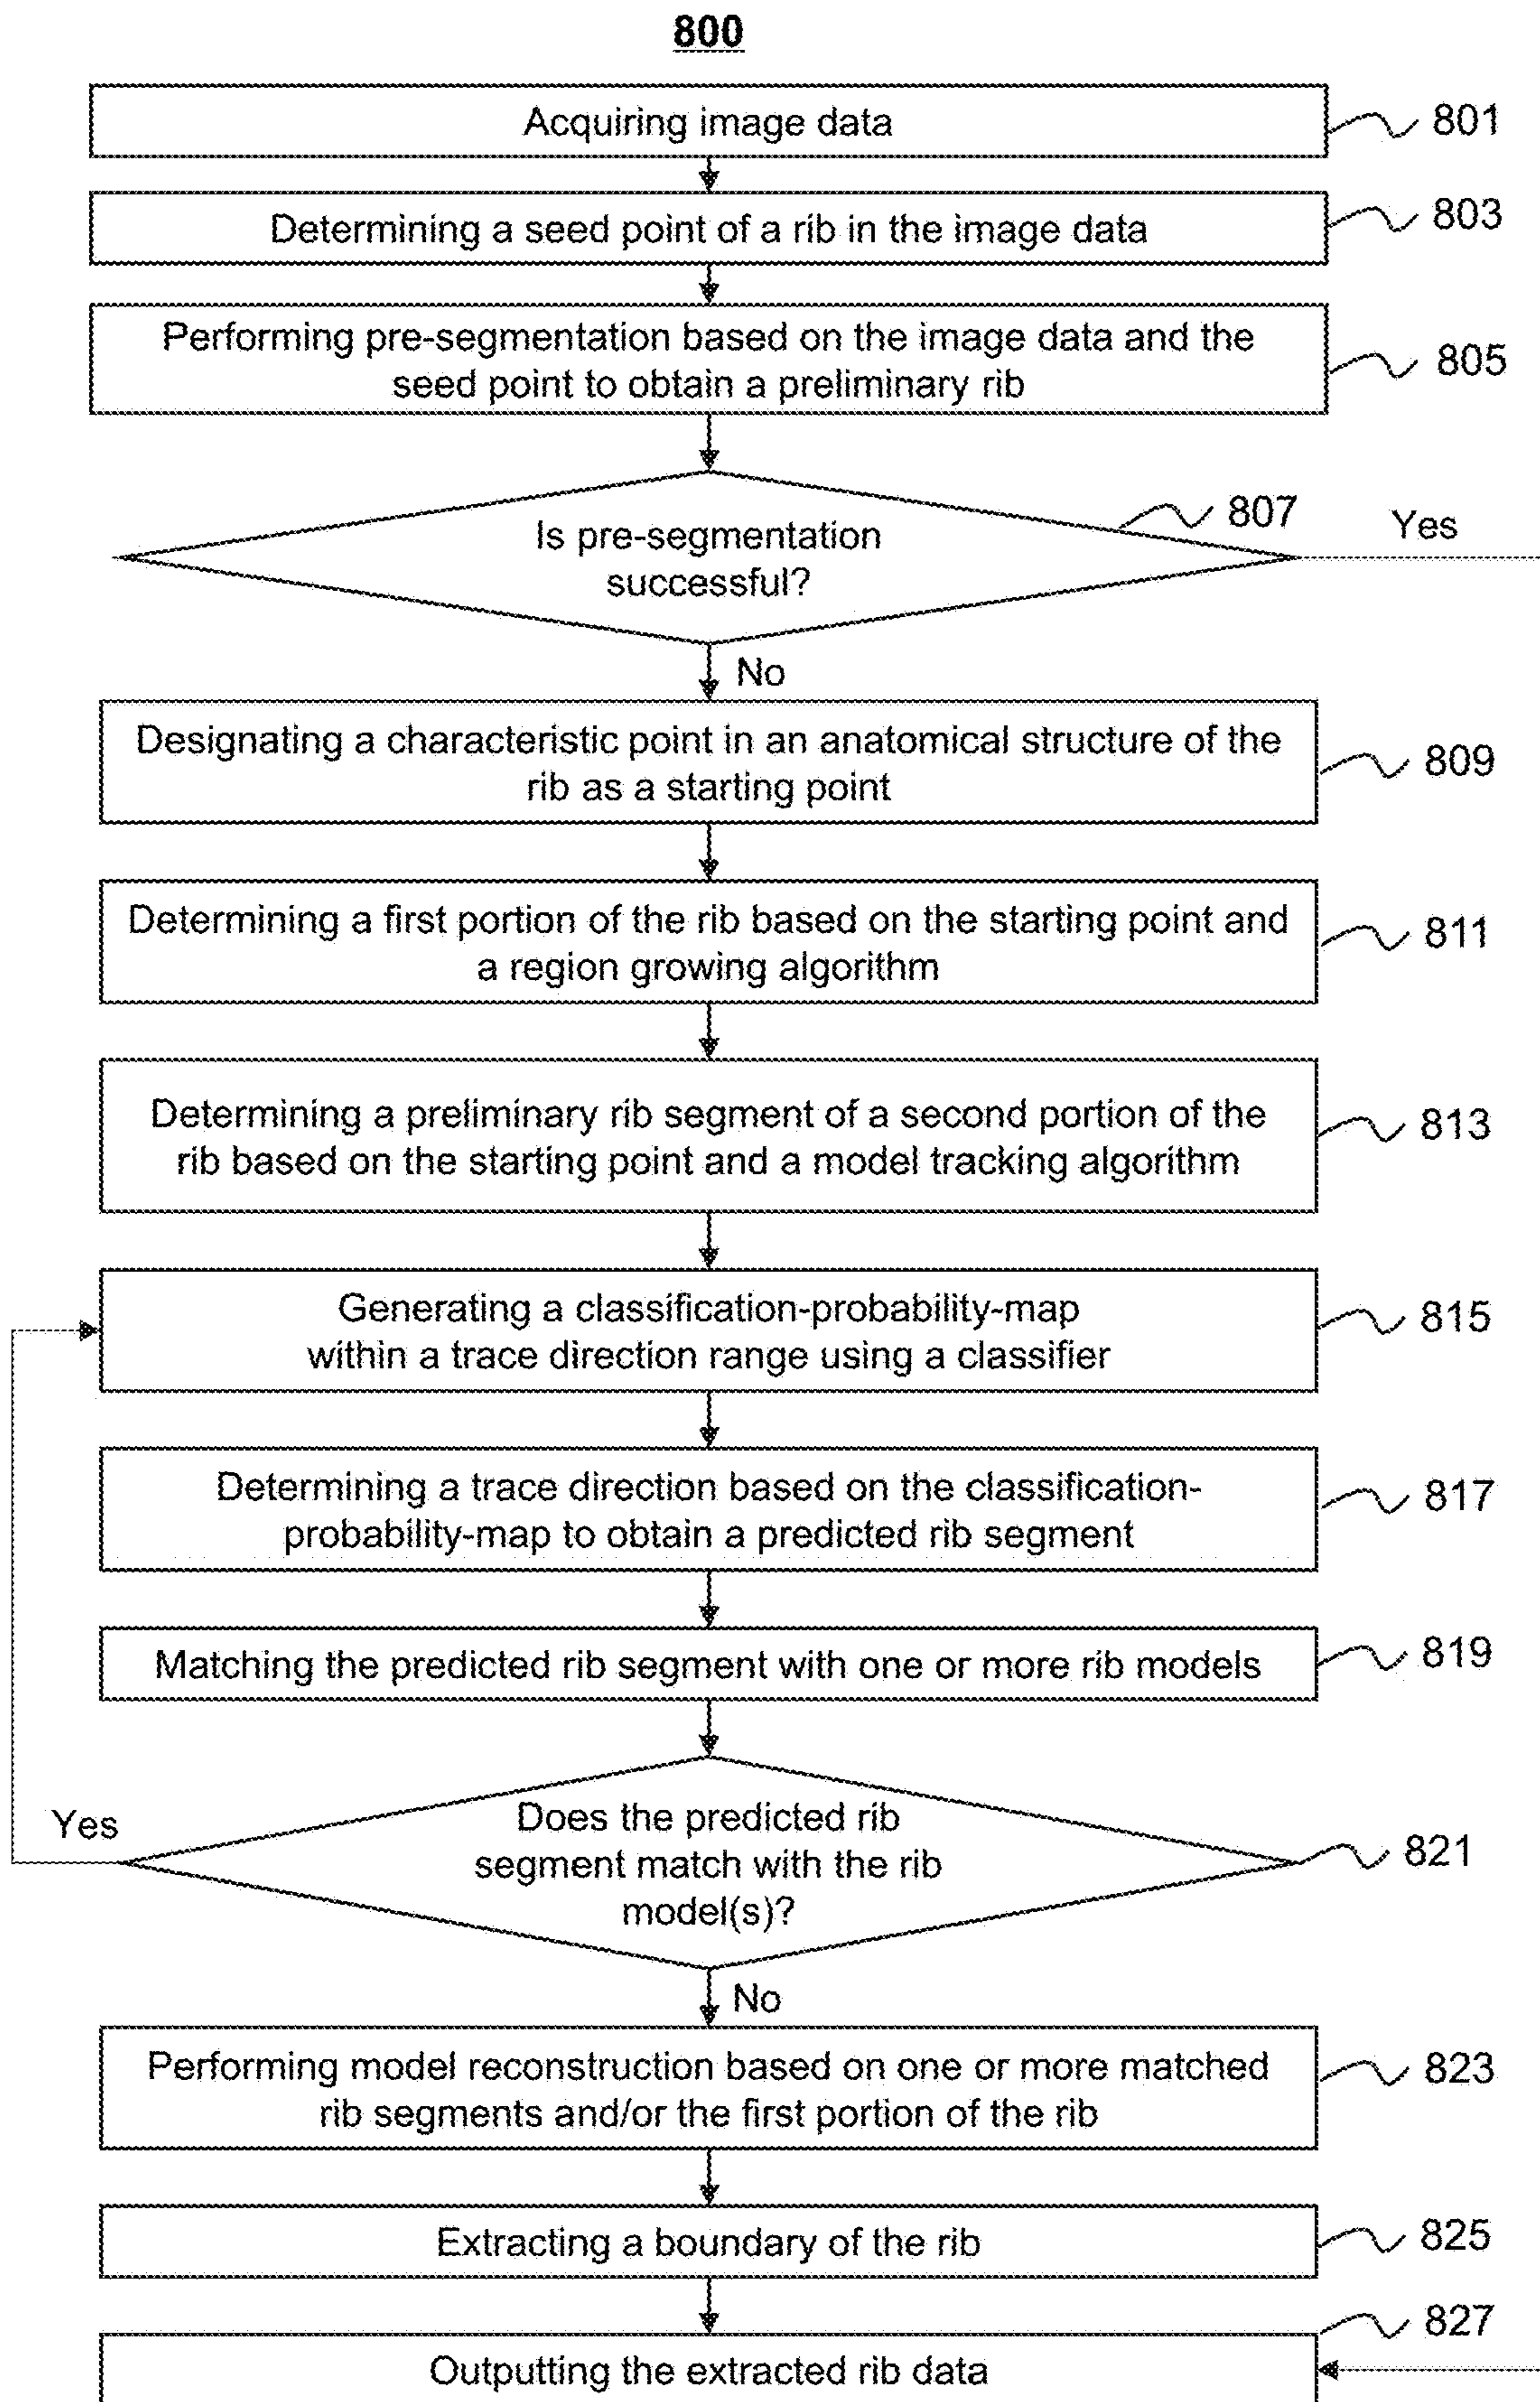 800
Acquiring image data
801
Determining a seed point of a rib in the image data
803
Performing pre-segmentation based on the image data and the
seed point to obtain a preliminary rib
805
807
Yes
Is pre-segmentation
successful?
No
Designating a characteristic point in an anatomical structure of the
rib as a starting point
809
Determining a first portion of the rib based on the starting point and
a region growing algorithm
811
Determining a preliminary rib segment of a second portion of the
rib based on the starting point and a model tracking algorithm
813
Generating a classification-probability-map
within a trace direction range using a classifier
815
Determining a trace direction based on the classification-
probability-map to obtain a predicted rib segment
817
Matching the predicted rib segment with one or more rib models
819
Yes
Does the predicted rib
segment match with the rib
model(s)?
821
No
Performing model reconstruction based on one or more matched
rib segments and/or the first portion of the rib
823
Extracting a boundary of the rib
825
827
Outputting the extracted rib data